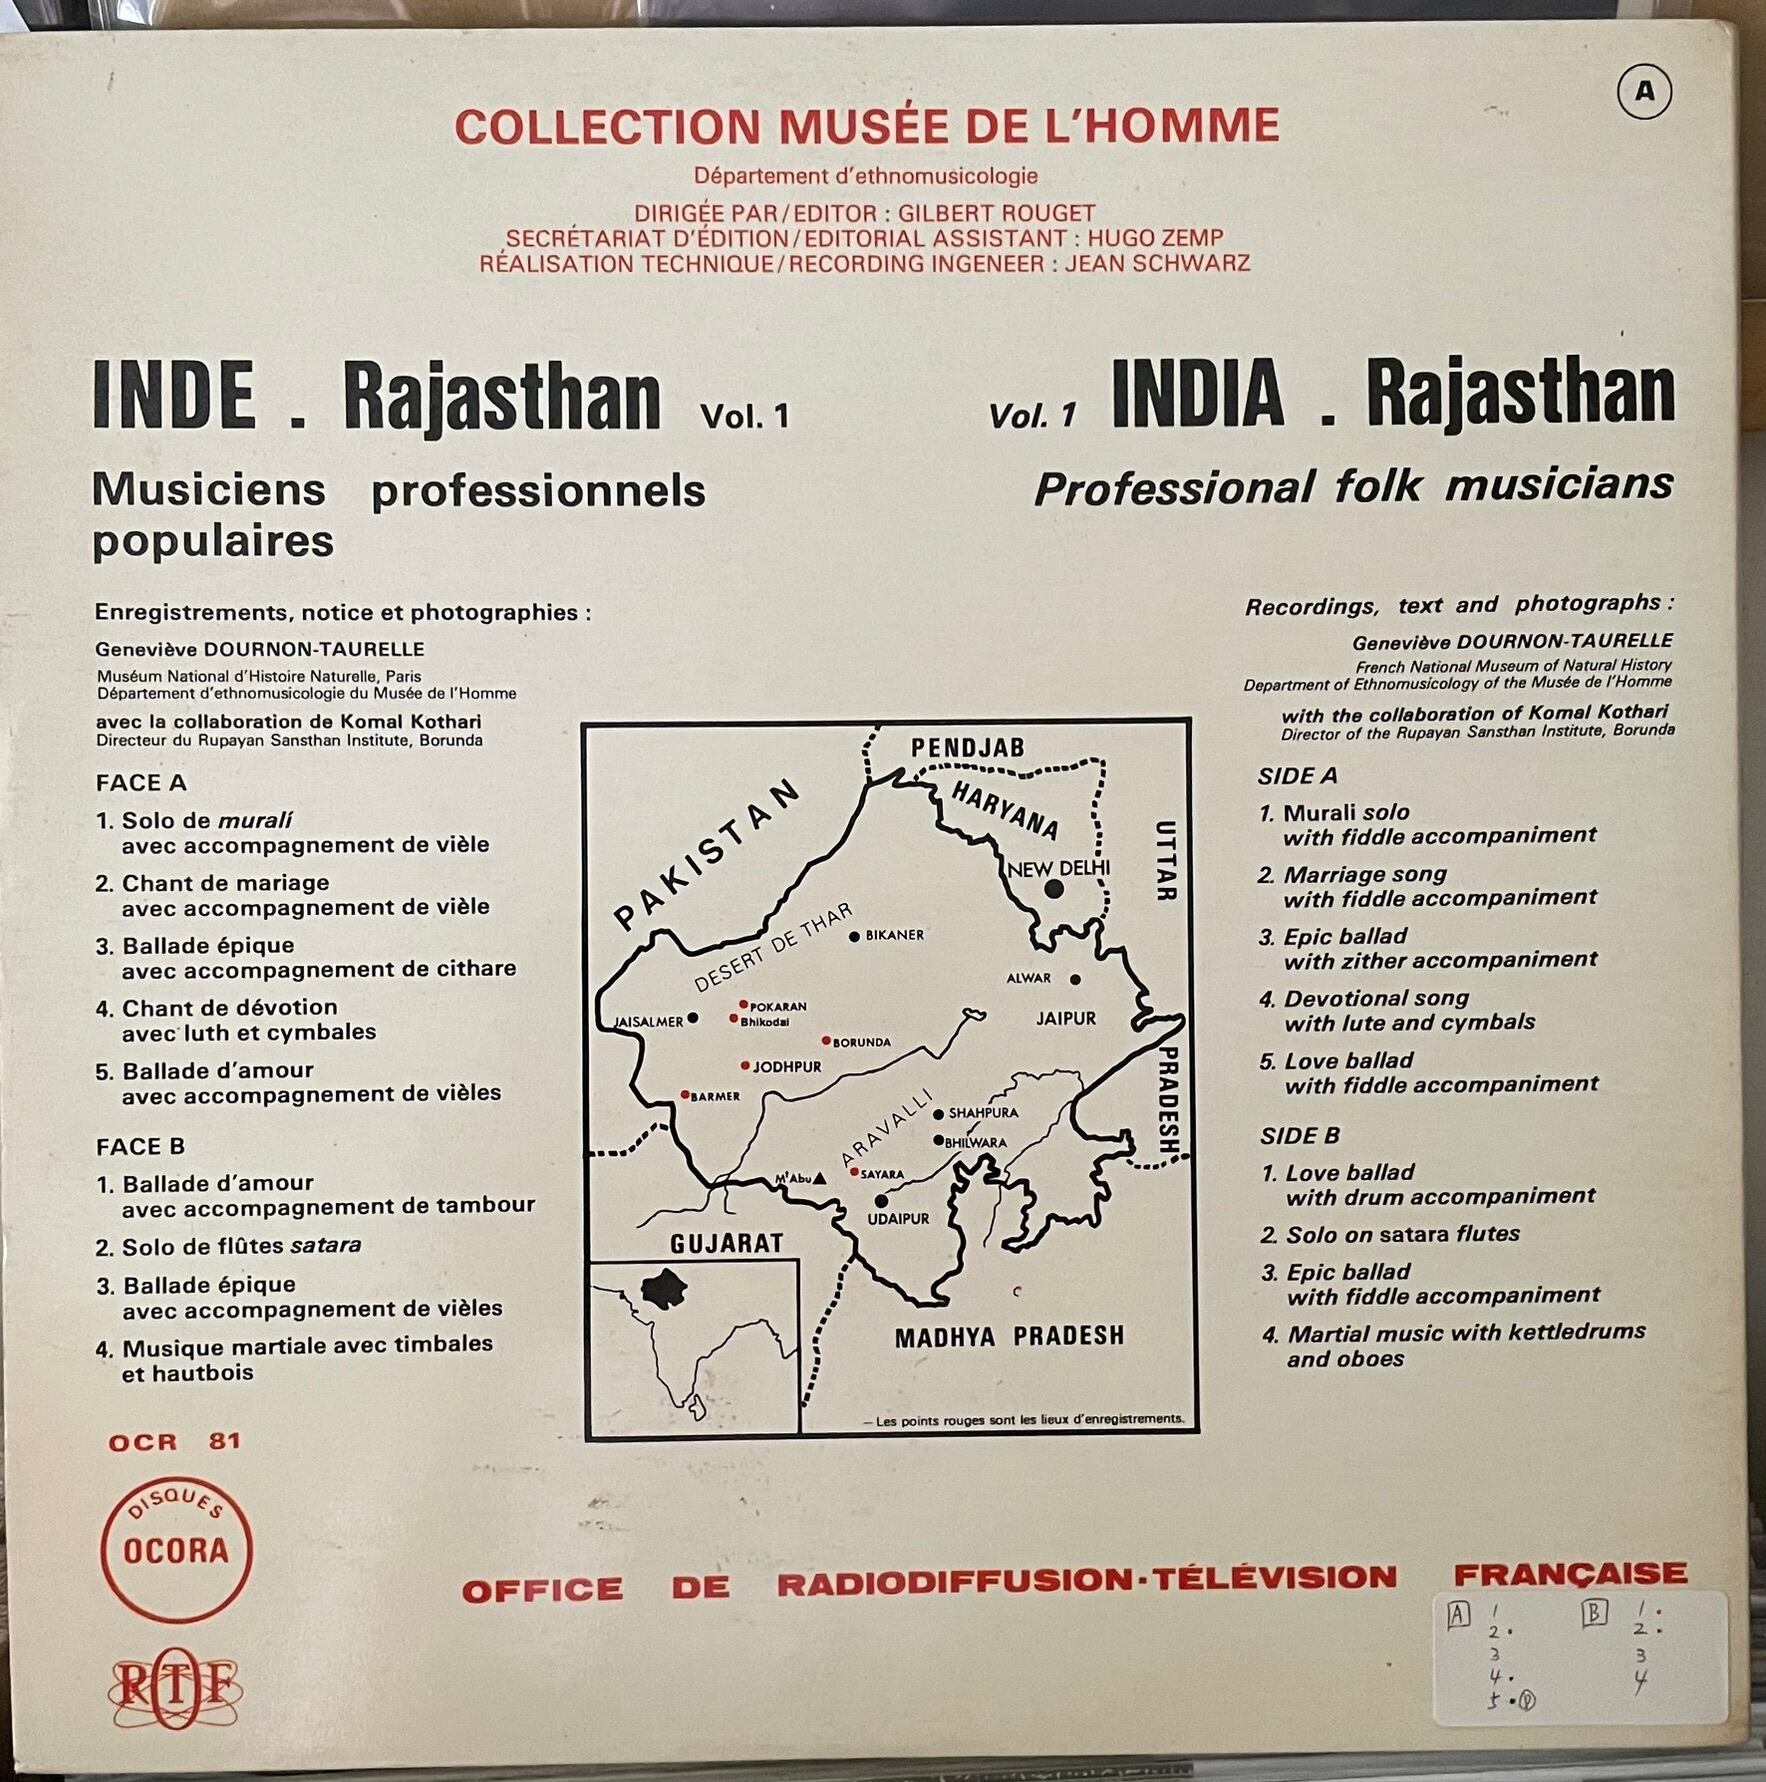 A
COLLECTION MUSÉE DE L'HOMME
Département d'ethnomusicologie
DIRIGÉE PAR/EDITOR : GILBERT ROUGET
SECRÉTARIAT D'ÉDITION/EDITORIAL ASSISTANT : HUGO ZEMP
RÉALISATION TECHNIQUE/RECORDING INGENEER : JEAN SCHWARZ
INDE . Rajasthan Vol. 1
Musiciens professionnels
populaires
Enregistrements, notice et photographies :
Geneviève DOURNON-TAURELLE
Muséum National d'Histoire Naturelle, Paris
Département d'ethnomusicologie du Musée de l'Homme
avec la collaboration de Komal Kothari
Directeur du Rupayan Sansthan Institute, Borunda
FACE A
1. Solo de muralí
avec accompagnement de vièle
2. Chant de mariage
avec accompagnement de vièle
3. Ballade épique
avec accompagnement de cithare
4. Chant de dévotion
avec luth et cymbales
5. Ballade d'amour
avec accompagnement de vièles
FACE B
1. Ballade d'amour
avec accompagnement de tambour
2. Solo de flûtes satara
3. Ballade épique
avec accompagnement de vièles
4. Musique martiale avec timbales
et hautbois
Vol. 1 INDIA . Rajasthan
Professional folk musicians
Recordings, text and photographs :
Geneviève DOURNON-TAURELLE
French National Museum of Natural History
Department of Ethnomusicology of the Musée de l'Homme
with the collaboration of Komal Kothari
Director of the Rupayan Sansthan Institute, Borunda
SIDE A
1. Murali solo
with fiddle accompaniment
2. Marriage song
with fiddle accompaniment
3. Epic ballad
with zither accompaniment
4. Devotional song
with lute and cymbals
5. Love ballad
with fiddle accompaniment
SIDE B
1. Love ballad
with drum accompaniment
2. Solo on satara flutes
3. Epic ballad
with fiddle accompaniment
4. Martial music with kettledrums
and oboes
PENDJAB
PAKISTAN
HARYANA
UTTAR
NEW DELHI
DESERT DE THAR
BIKANER
ALWAR
POKARAN
JAISALMER
Bhikodai
JAIPUR
BORUNDA
JODHPUR
PRADESH
BARMER
ARAVALLI
SHAHPURA
BHILWARA
Mt Abu
SAYARA
UDAIPUR
GUJARAT
MADHYA PRADESH
– Les points rouges sont les lieux d'enregistrements.
OCR 81
DISQUES
OCORA
OFFICE DE RADIODIFFUSION-TÉLÉVISION FRANÇAISE
RTF
A 1
2.
3
4.
5. P
B 1.
2.
3
4